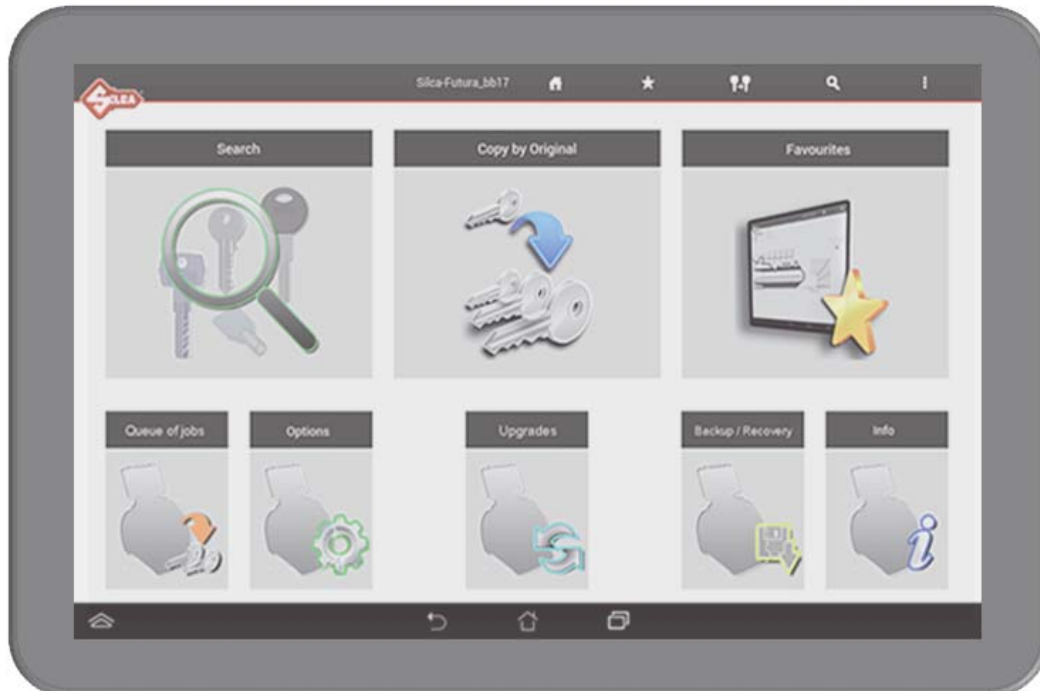 SILCA
Silca-Futura_bb17
Search
Copy by Original
Favourites
Queue of jobs
Options
Upgrades
Backup / Recovery
Info